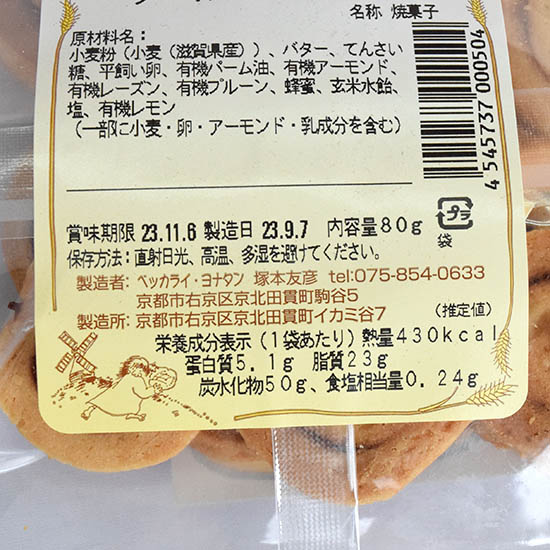 名称 焼菓子
原材料名：
小麦粉（小麦（滋賀県産））、バター、てんさい
糖、平飼い卵、有機パーム油、有機アーモンド、
有機レーズン、有機プルーン、蜂蜜、玄米水飴、
塩、有機レモン
（一部に小麦・卵・アーモンド・乳成分を含む）
4 545737 000504
プラ
袋
賞味期限 23.11.6 製造日 23.9.7 内容量80g
保存方法：直射日光、高温、多湿を避けてください。
製造者：ベッカライ・ヨナタン 塚本友彦 tel:075-854-0633
京都市右京区京北田貫町駒谷5
製造所：京都市右京区京北田貫町イカミ谷7
（推定値）
栄養成分表示（１袋あたり）熱量430kcal
蛋白質5.1g 脂質23g
炭水化物50g、食塩相当量0.24g